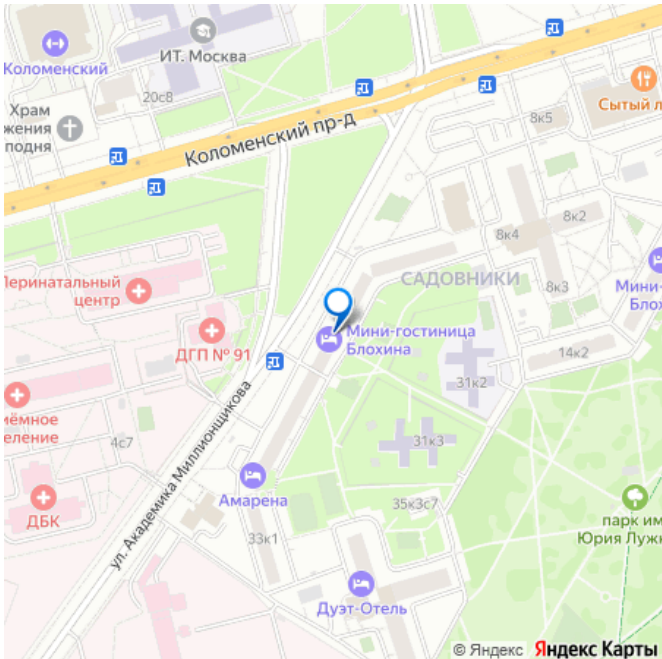 Коломенский
ИТ. Москва
20с8
Храм
жения
подня
Коломенский пр-д
Сытый л
8к5
8к2
8к4
8к3
САДОВНИКИ
Перинатальный
центр
ДГП № 91
Мини-гостиница
Блохина
Мини-
Блох
14к2
31к2
31к3
иёмное
еление
4с7
ул. Академика Миллионщикова
ДБК
Амарена
35к3с7
33к1
Дуэт-Отель
парк им
Юрия Лужк
© Яндекс Яндекс Карты